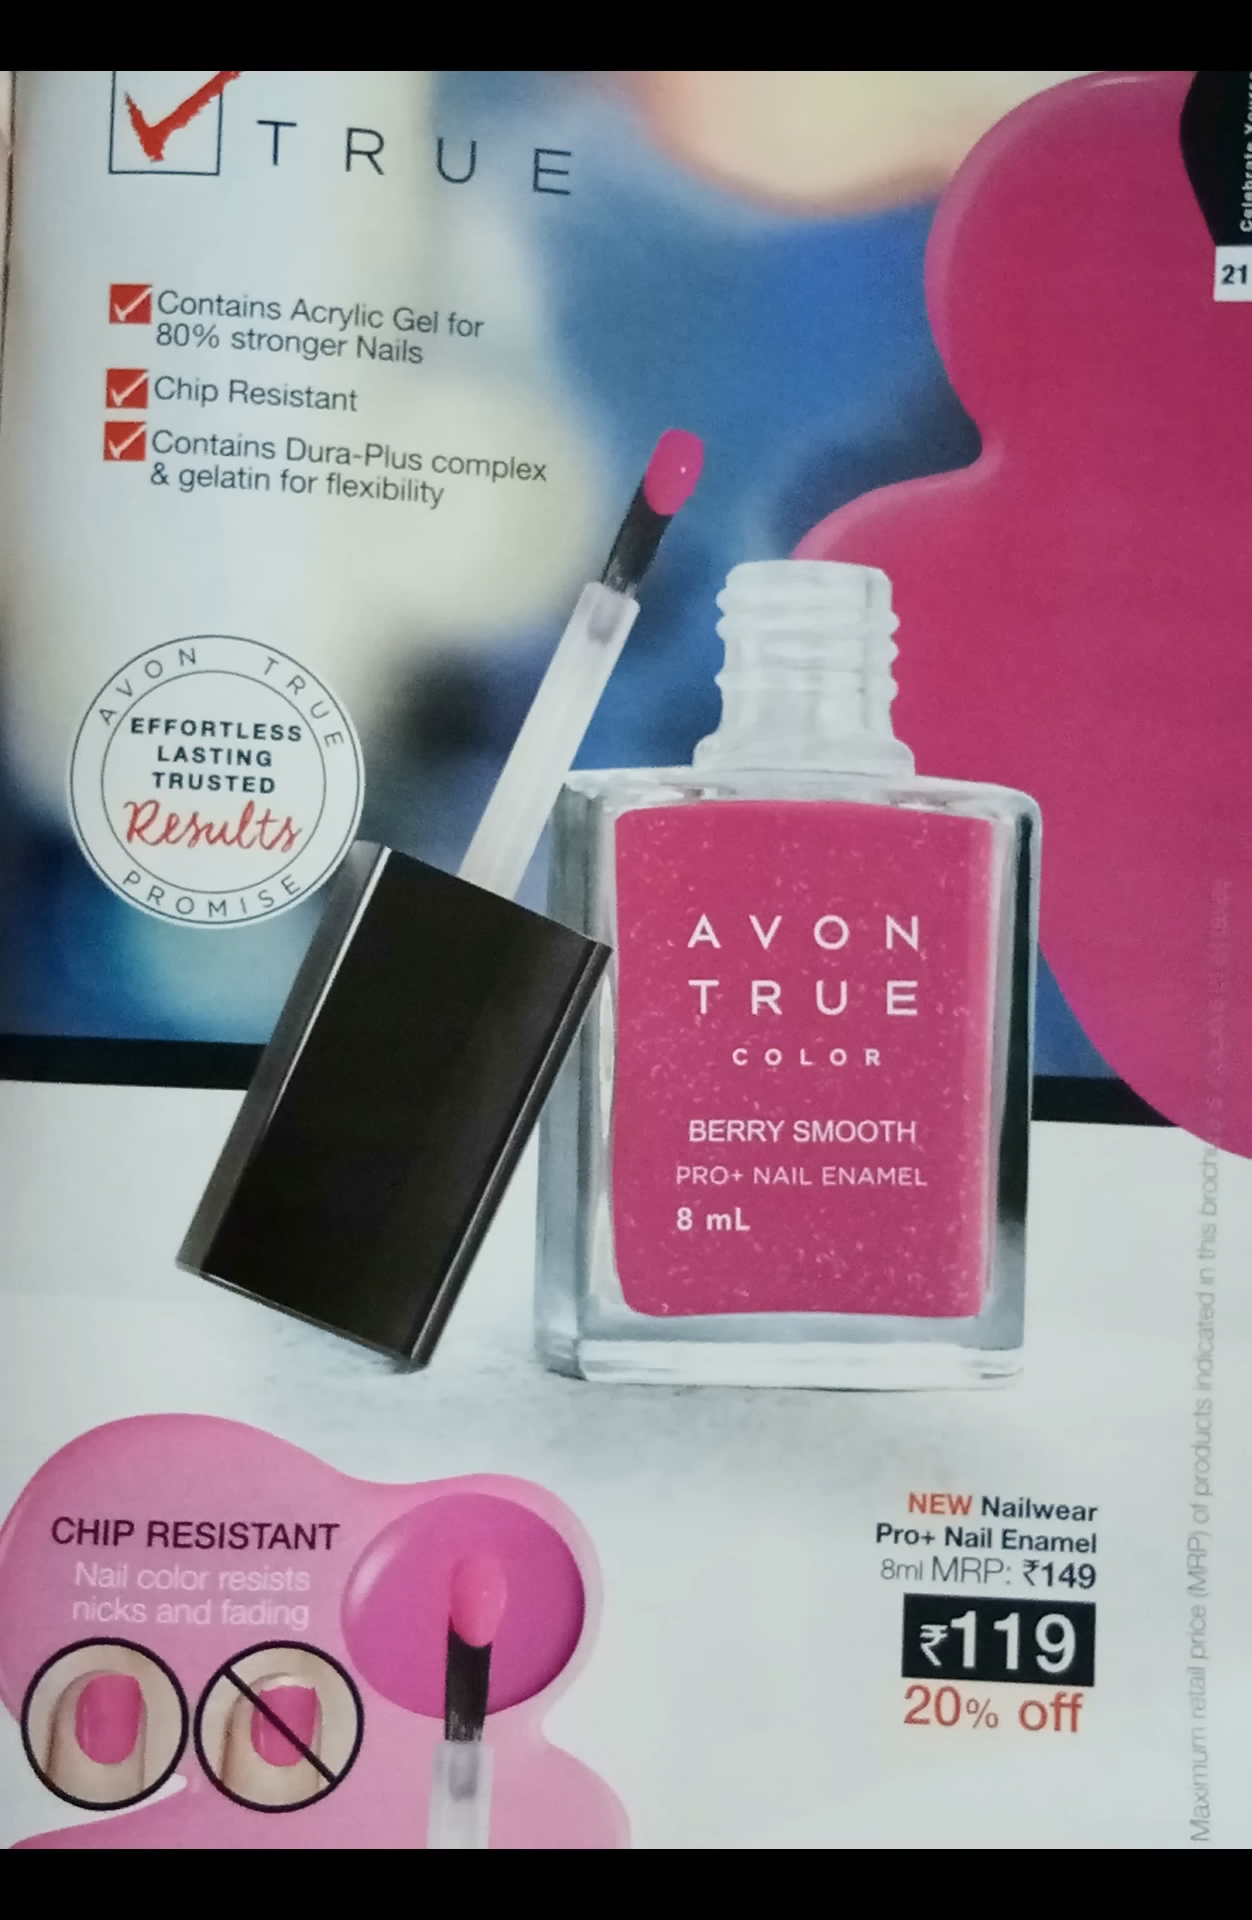 TRUE
Contains Acrylic Gel for
80% stronger Nails
Chip Resistant
Contains Dura-Plus complex
& gelatin for flexibility
21
AVON TRUE
EFFORTLESS
LASTING
TRUSTED
Results
PROMISE
AVON
TRUE
COLOR
BERRY SMOOTH
PRO+ NAIL ENAMEL
8 mL
CHIP RESISTANT
Nail color resists
nicks and fading
NEW Nailwear
Pro+ Nail Enamel
8ml MRP: ₹149
₹119
20% off
Maximum retail price (MRP) of products indicated in this